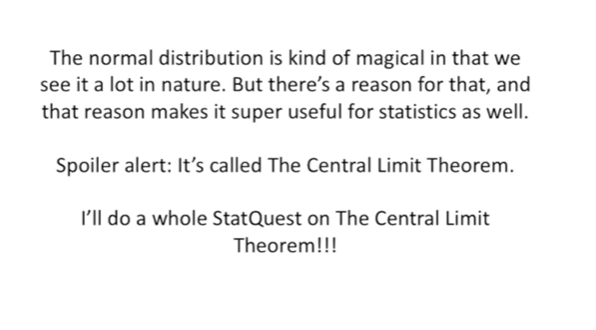 The normal distribution is kind of magical in that we
see it a lot in nature. But there’s a reason for that, and
that reason makes it super useful for statistics as well.
Spoiler alert: It’s called The Central Limit Theorem.
I’ll do a whole StatQuest on The Central Limit
Theorem!!!